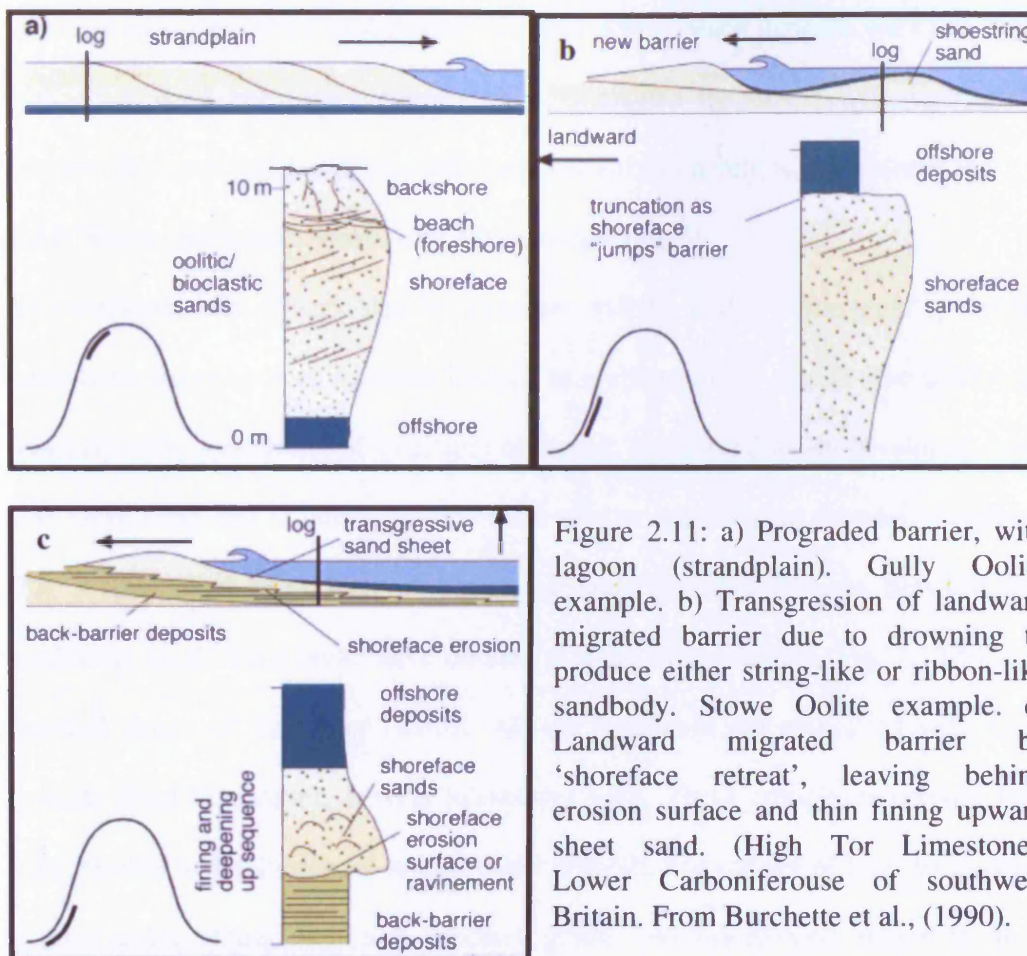 a)
log
strandplain
10 m
backshore
beach
(foreshore)
oolitic/
bioclastic
sands
shoreface
0 m
offshore
b
new barrier
log
shoestring
sand
landward
offshore
deposits
truncation as
shoreface
"jumps" barrier
shoreface
sands
c
log
transgressive
sand sheet
back-barrier deposits
shoreface erosion
offshore
deposits
fining and
deepening
up sequence
shoreface
sands
shoreface
erosion
surface or
ravinement
back-barrier
deposits
Figure 2.11: a) Prograded barrier, wit
lagoon (strandplain). Gully Ooli
example. b) Transgression of landwar
migrated barrier due to drowning
produce either string-like or ribbon-lik
sandbody. Stowe Oolite example.
Landward migrated barrier b
‘shoreface retreat’, leaving behin
erosion surface and thin fining upwar
sheet sand. (High Tor Limestone
Lower Carboniferouse of southwe
Britain. From Burchette et al., (1990).